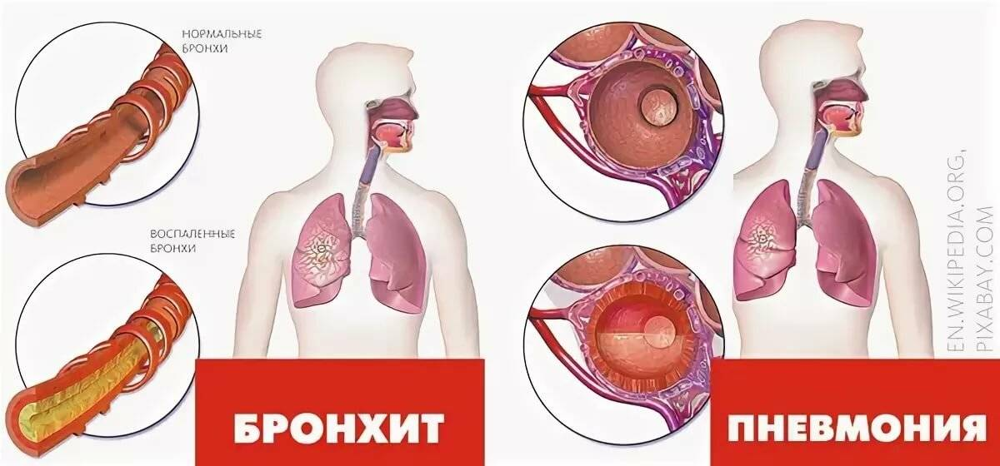 НОРМАЛЬНЫЕ
БРОНХИ
ВОСПАЛЕННЫЕ
БРОНХИ
БРОНХИТ
ПНЕВМОНИЯ
EN.WIKIPEDIA.ORG,
PIXABAY.COM